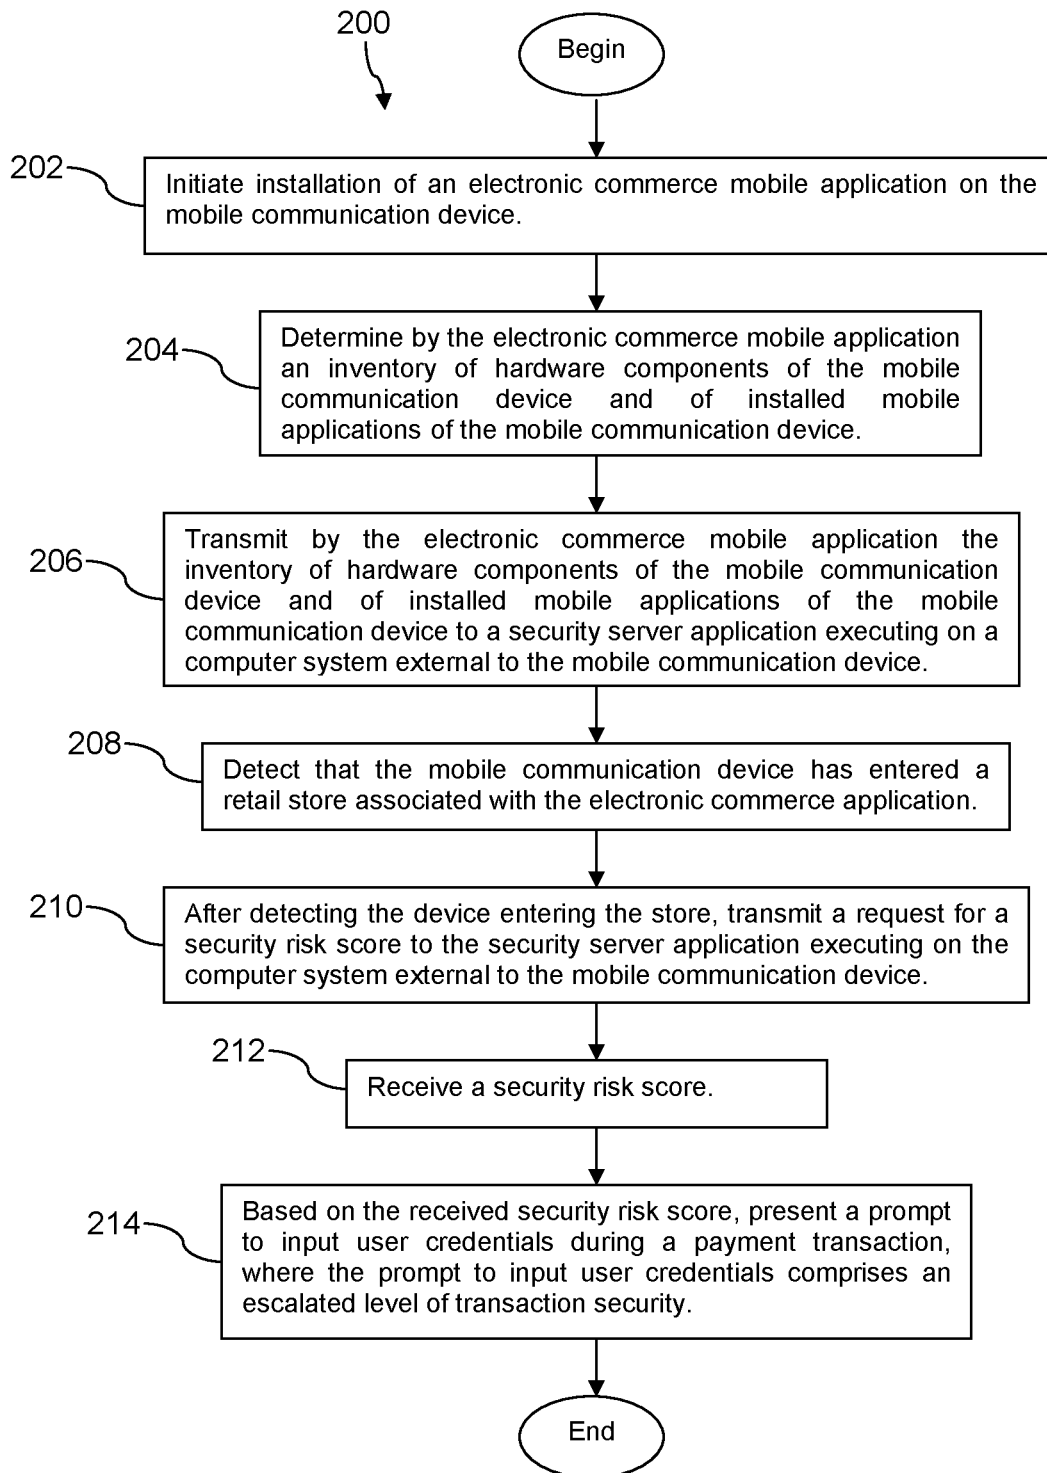 200
Begin
202
Initiate installation of an electronic commerce mobile application on the
mobile communication device.
204
Determine by the electronic commerce mobile application
an inventory of hardware components of the mobile
communication device and of installed mobile
applications of the mobile communication device.
206
Transmit by the electronic commerce mobile application the
inventory of hardware components of the mobile communication
device and of installed mobile applications of the mobile
communication device to a security server application executing on a
computer system external to the mobile communication device.
208
Detect that the mobile communication device has entered a
retail store associated with the electronic commerce application.
210
After detecting the device entering the store, transmit a request for a
security risk score to the security server application executing on the
computer system external to the mobile communication device.
212
Receive a security risk score.
214
Based on the received security risk score, present a prompt
to input user credentials during a payment transaction,
where the prompt to input user credentials comprises an
escalated level of transaction security.
End